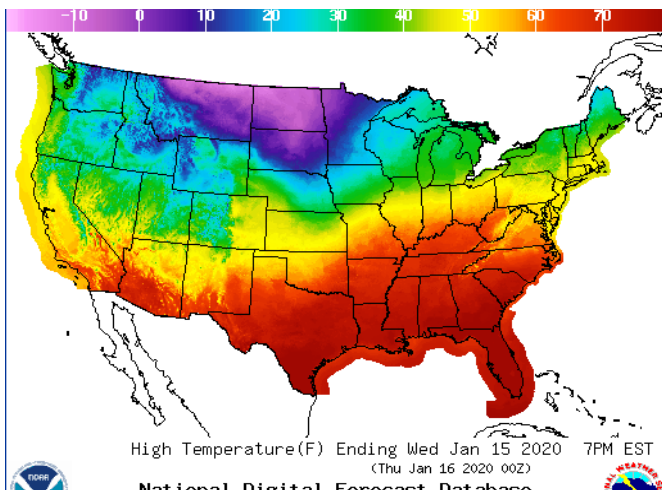 -10 0 10 20 30 40 50 60 70
High Temperature(F) Ending Wed Jan 15 2020 7PM EST
(Thu Jan 16 2020 00Z)
National Digital Forecast Database
noaa